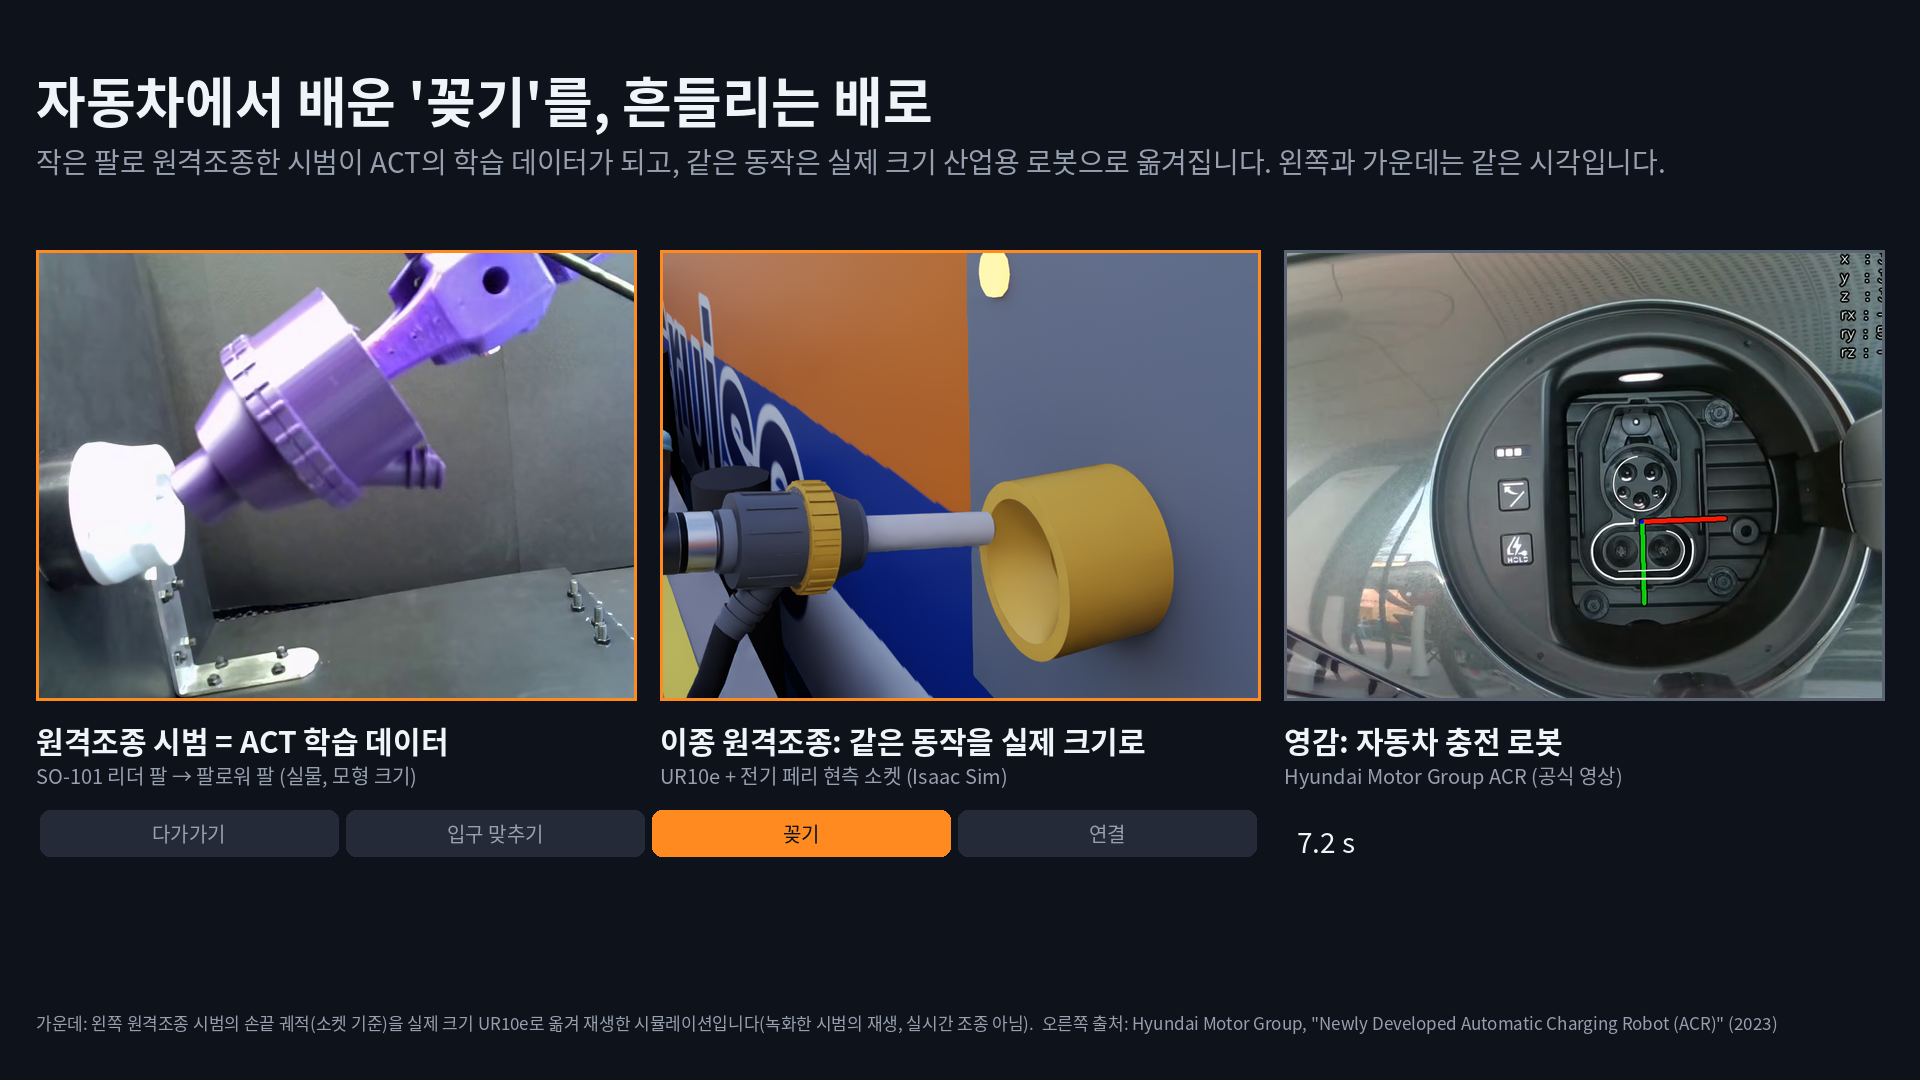 자동차에서 배운 '꽂기'를, 흔들리는 배로
작은 팔로 원격조종한 시범이 ACT의 학습 데이터가 되고, 같은 동작은 실제 크기 산업용 로봇으로 옮겨집니다. 왼쪽과 가운데는 같은 시각입니다.
x :
y :
z :
rx : -
ry :
rz : -
HOLD
원격조종 시범 = ACT 학습 데이터
SO-101 리더 팔 → 팔로워 팔 (실물, 모형 크기)
이종 원격조종: 같은 동작을 실제 크기로
UR10e + 전기 페리 현측 소켓 (Isaac Sim)
영감: 자동차 충전 로봇
Hyundai Motor Group ACR (공식 영상)
다가가기
입구 맞추기
꽂기
연결
7.2 s
가운데: 왼쪽 원격조종 시범의 손끝 궤적(소켓 기준)을 실제 크기 UR10e로 옮겨 재생한 시뮬레이션입니다(녹화한 시범의 재생, 실시간 조종 아님). 오른쪽 출처: Hyundai Motor Group, "Newly Developed Automatic Charging Robot (ACR)" (2023)